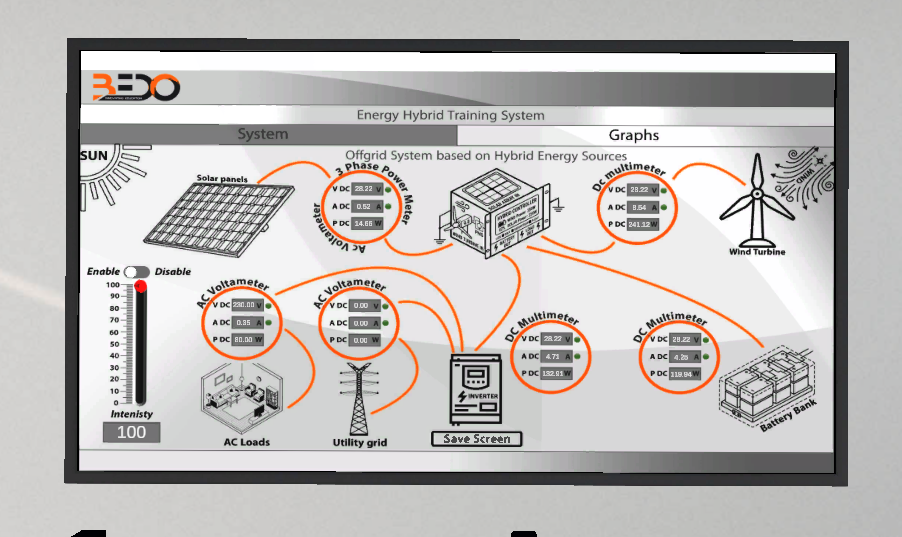 BEDO
Energy Hybrid Training System
System
Graphs
SUN
Offgrid System based on Hybrid Energy Sources
WIND
Solar panels
3 Phase Power Meter
V DC 28.22 V
A DC 0.52 A
P DC 14.68 W
Ac Voltameter
DC multimeter
V DC 28.22 V
A DC 8.54 A
P DC 241.12 W
Wind Turbine
Enable
Disable
100
90
80
70
60
50
40
30
20
10
0
Intenisty
100
AC Voltameter
V DC 230.00 V
A DC 0.35 A
P DC 80.00 W
AC Loads
AC Voltameter
V DC 0.00 V
A DC 0.00 A
P DC 0.00 W
Utility grid
INVERTER
Save Screen
DC Multimeter
V DC 28.22 V
A DC 4.71 A
P DC 132.93 W
DC Multimeter
V DC 28.22 V
A DC 4.25 A
P DC 119.94 W
Battery Bank